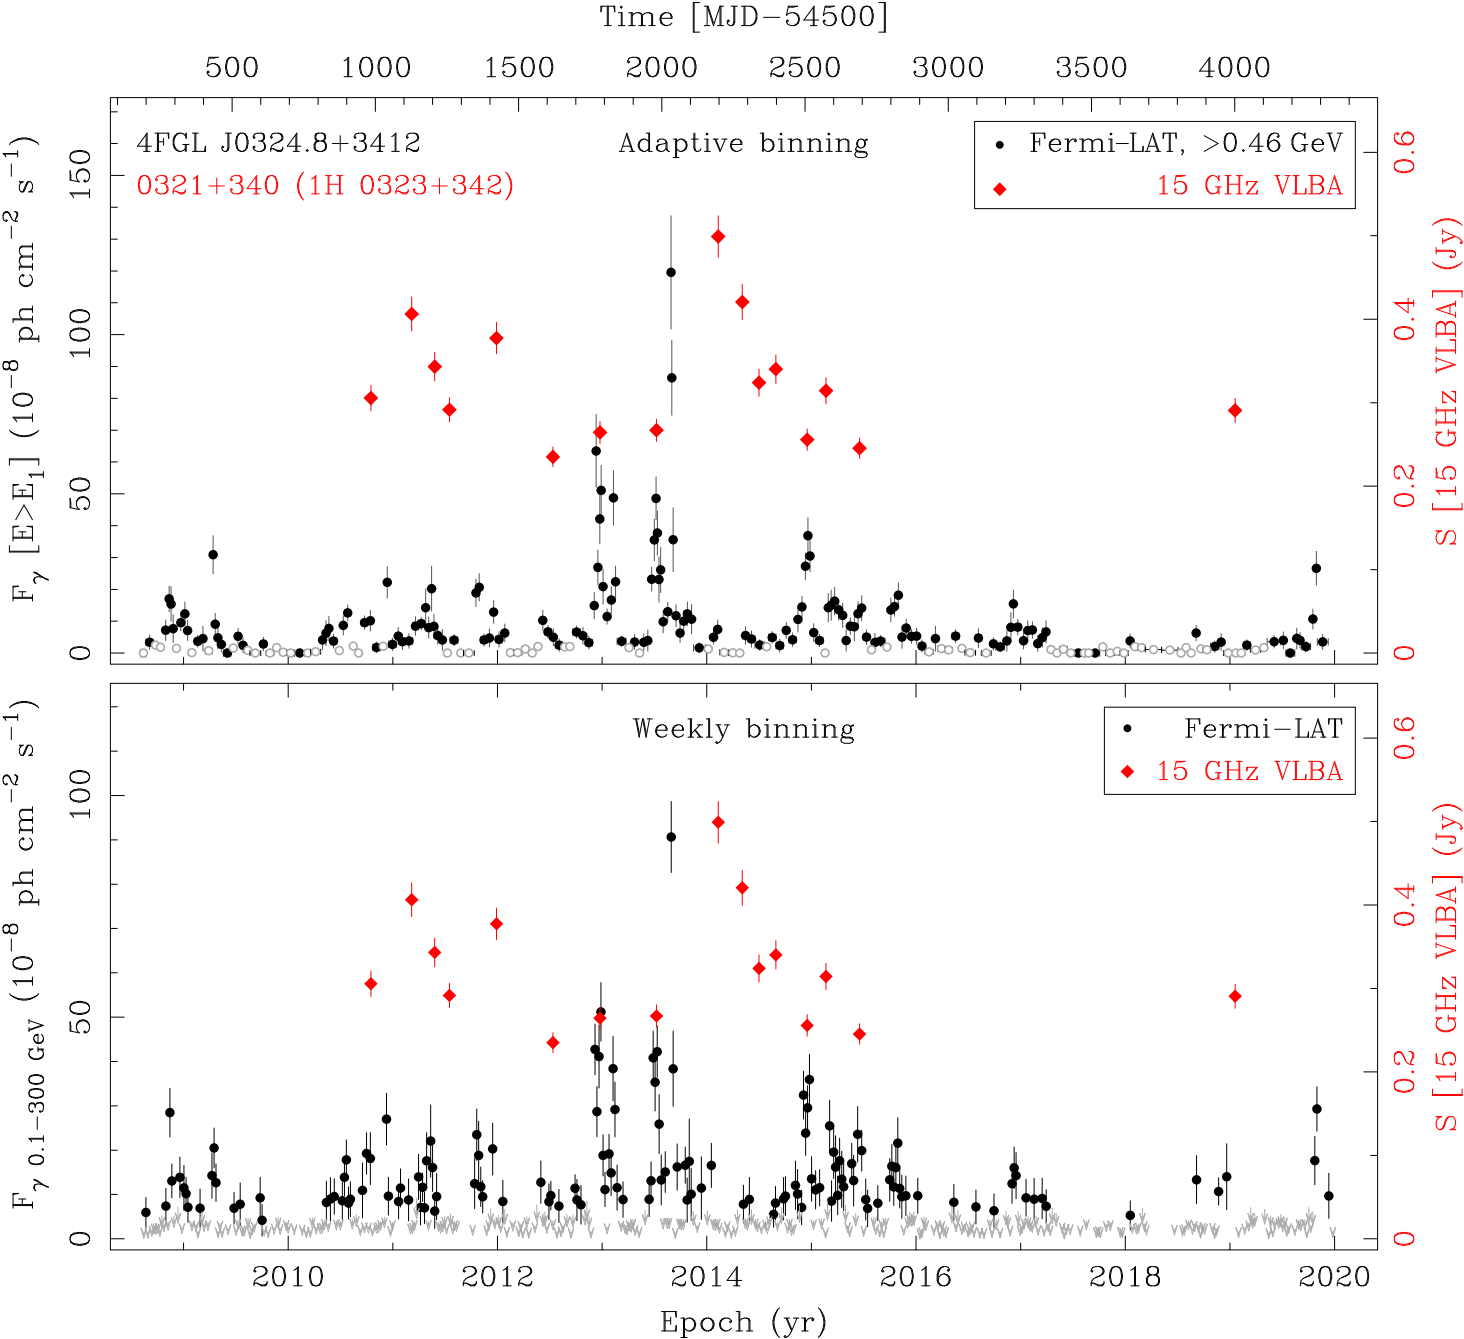 Time [MJD−54500]
500 1000 1500 2000 2500 3000 3500 4000
4FGL J0324.8+3412
0321+340 (1H 0323+342)
Adaptive binning
Fermi−LAT, >0.46 GeV
15 GHz VLBA
0 50 100 150
Fγ [E>E1] (10−8 ph cm−2 s−1)
0 0.2 0.4 0.6
S [15 GHz VLBA] (Jy)
Weekly binning
Fermi−LAT
15 GHz VLBA
0 50 100
Fγ 0.1−300 GeV (10−8 ph cm−2 s−1)
0 0.2 0.4 0.6
S [15 GHz VLBA] (Jy)
2010 2012 2014 2016 2018 2020
Epoch (yr)